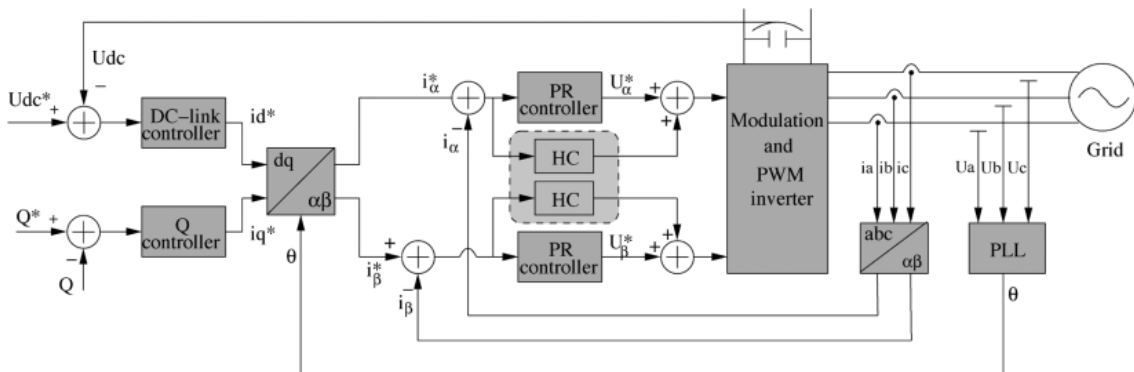 Udc
Udc*
+
−
DC−link
controller
id*
Q*
+
−
Q
Q
controller
iq*
dq
αβ
θ
i*α
iα
−
i*β
+
iβ
−
PR
controller
U*α
+
+
HC
HC
PR
controller
U*β
+
+
Modulation
and
PWM
inverter
Grid
ia ib ic
Ua Ub Uc
abc
αβ
PLL
θ